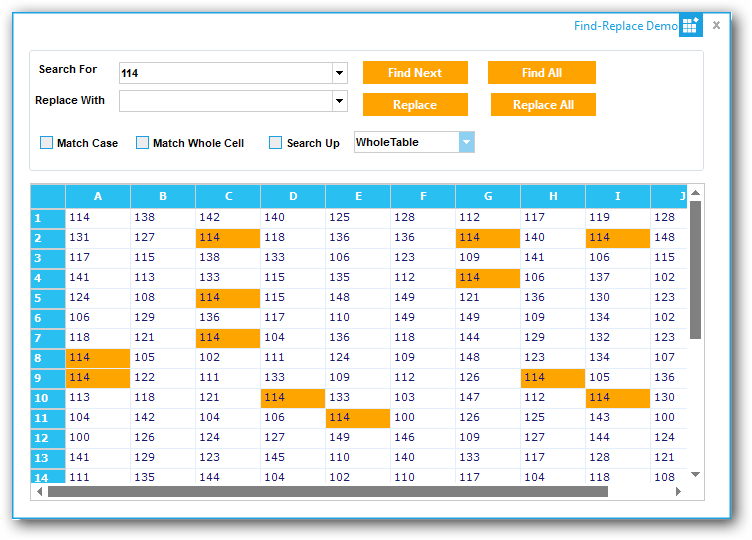 Find-Replace Demo
Search For 114 Find Next Find All
Replace With Replace Replace All
Match Case Match Whole Cell Search Up WholeTable
A B C D E F G H I J
1 114 138 142 140 125 128 112 117 119 128
2 131 127 114 118 136 136 114 140 114 148
3 117 115 138 133 106 123 109 141 106 115
4 141 113 133 115 135 112 114 106 137 102
5 124 108 114 115 148 149 121 136 130 123
6 106 129 136 117 110 149 149 109 134 102
7 118 121 114 104 136 118 144 129 132 123
8 114 105 102 111 124 109 148 123 134 107
9 114 122 111 133 109 112 126 114 105 136
10 113 118 121 114 133 103 147 112 114 130
11 104 142 104 106 114 100 126 125 143 100
12 100 126 124 127 149 146 109 127 144 124
13 141 129 123 145 110 140 133 117 128 121
14 111 135 144 104 102 110 117 104 118 108